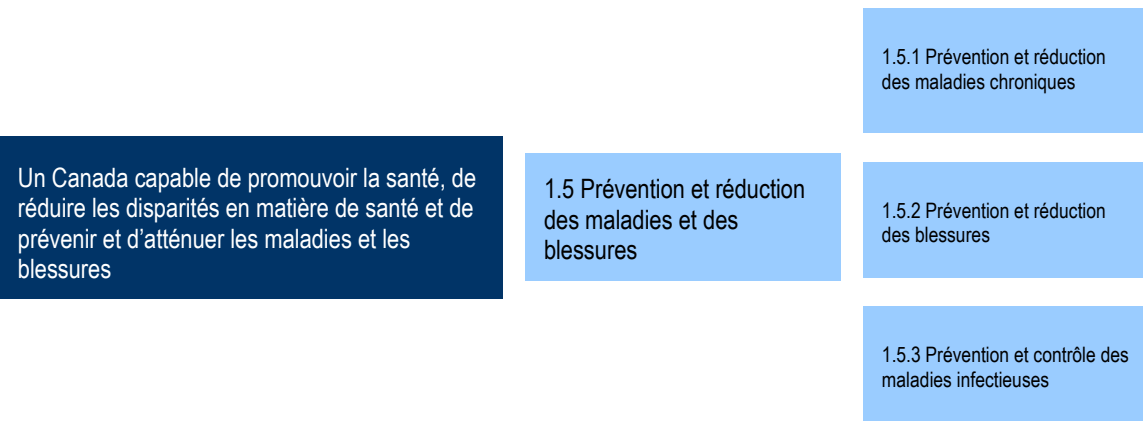 Un Canada capable de promouvoir la santé, de
réduire les disparités en matière de santé et de
prévenir et d’atténuer les maladies et les
blessures
1.5 Prévention et réduction
des maladies et des
blessures
1.5.1 Prévention et réduction
des maladies chroniques
1.5.2 Prévention et réduction
des blessures
1.5.3 Prévention et contrôle des
maladies infectieuses